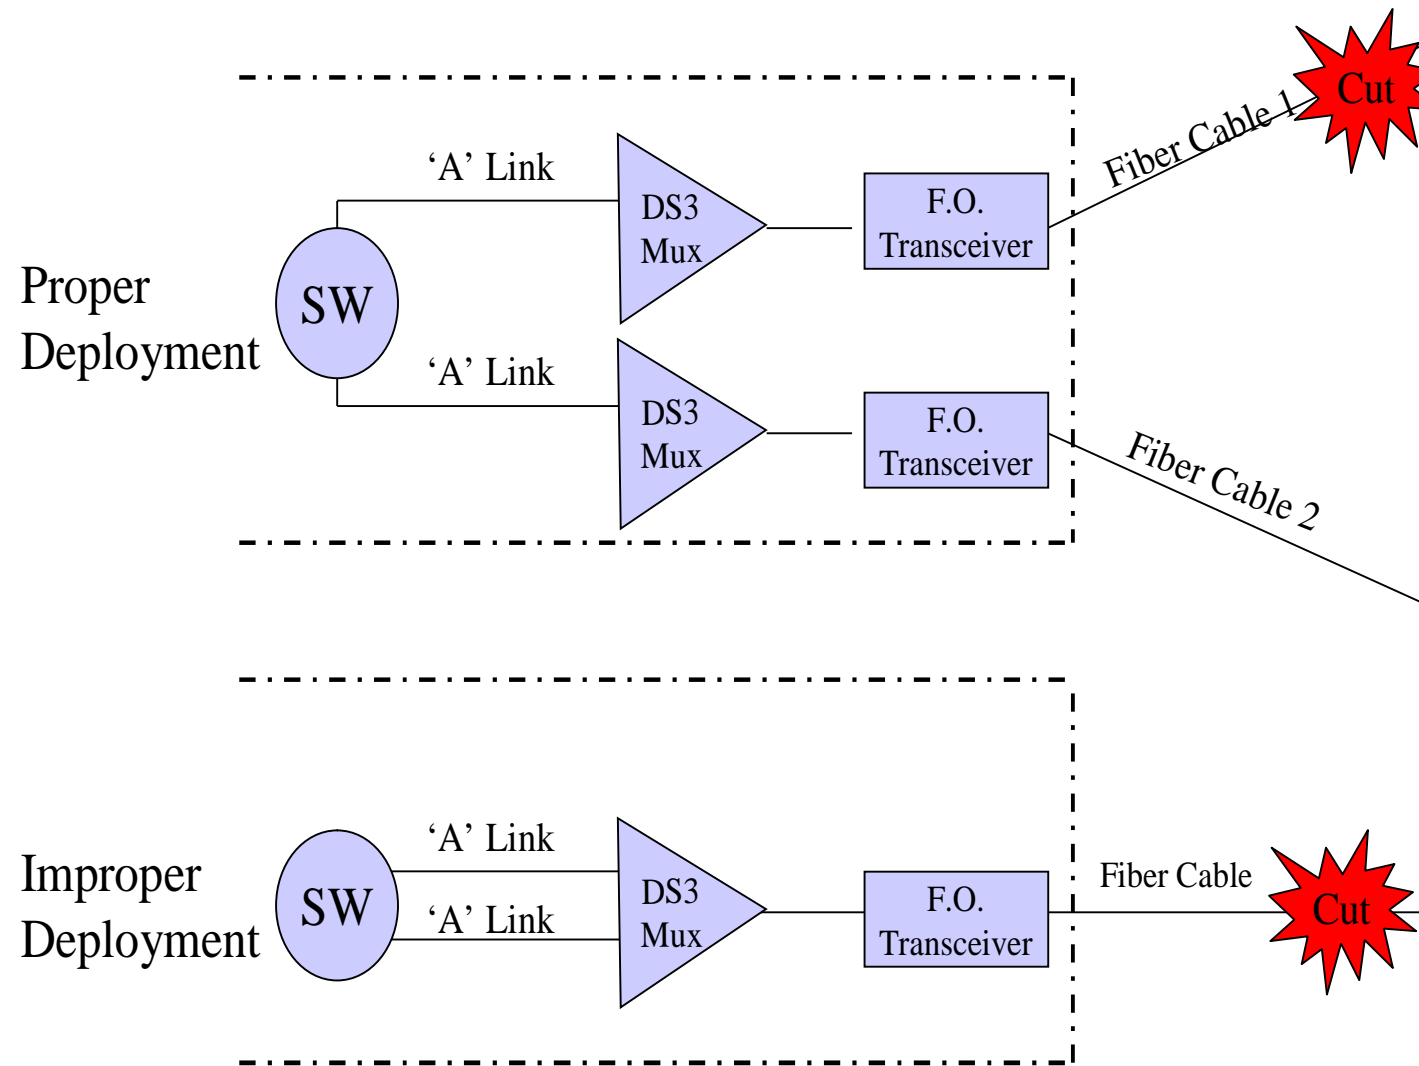 Cut
Fiber Cable 1
‘A’ Link
DS3
Mux
F.O.
Transceiver
Proper
Deployment
SW
‘A’ Link
DS3
Mux
F.O.
Transceiver
Fiber Cable 2
Improper
Deployment
SW
‘A’ Link
‘A’ Link
DS3
Mux
F.O.
Transceiver
Fiber Cable
Cut